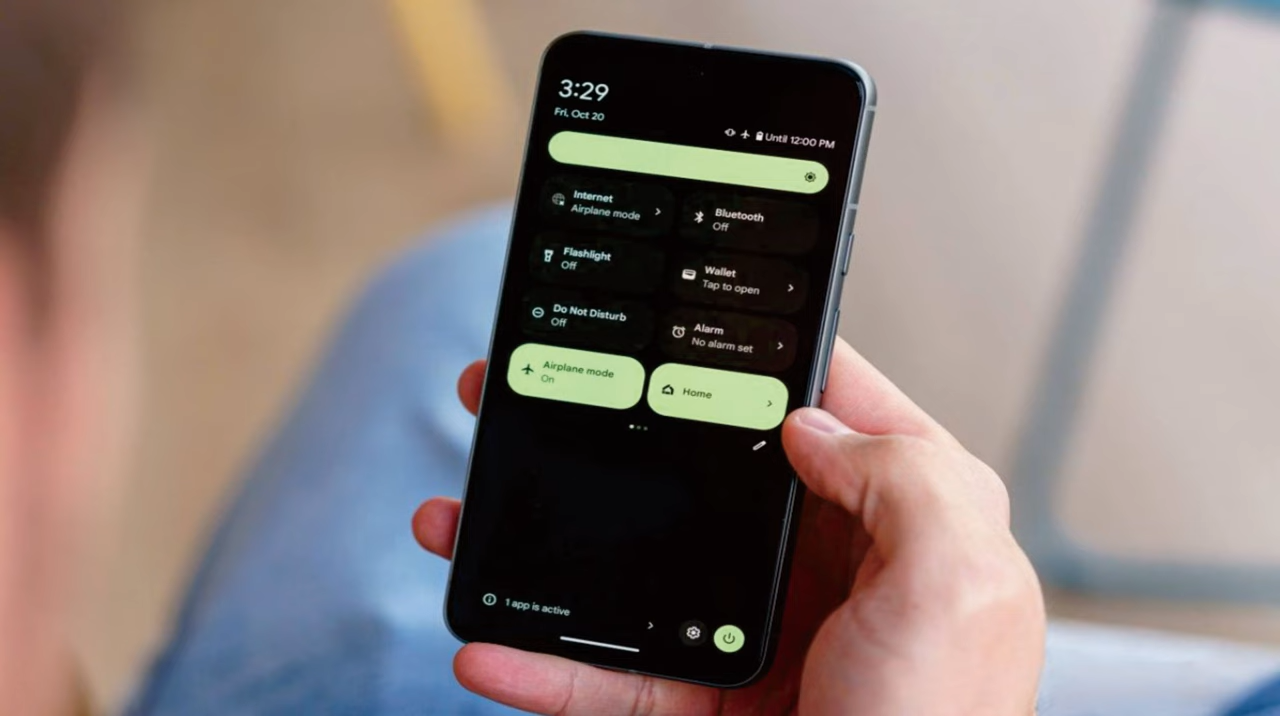 3:29
Fri, Oct 20
Until 12:00 PM
Internet
Airplane mode
Bluetooth
Off
Flashlight
Off
Wallet
Tap to open
Do Not Disturb
Off
Alarm
No alarm set
Airplane mode
On
Home
1 app is active